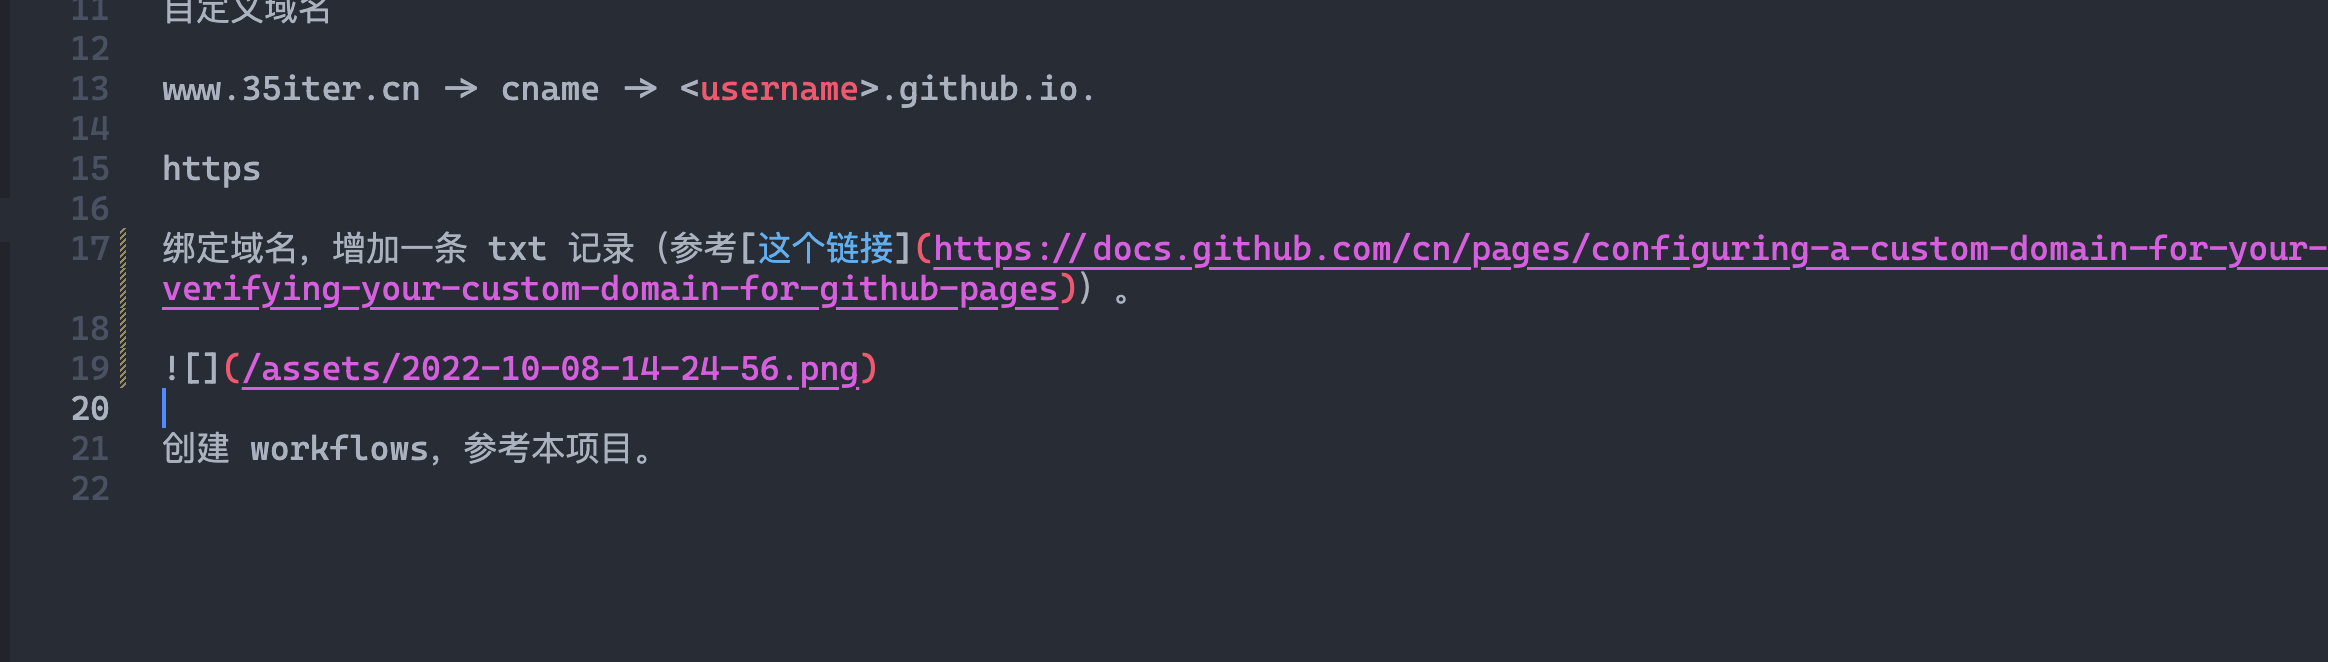 11 自定义域名
12
13 www.35iter.cn -> cname -> <username>.github.io.
14
15 https
16
17 绑定域名，增加一条 txt 记录（参考[这个链接](https://docs.github.com/cn/pages/configuring-a-custom-domain-for-your-
verifying-your-custom-domain-for-github-pages)）。
18
19 ![](/assets/2022-10-08-14-24-56.png)
20
21 创建 workflows，参考本项目。
22